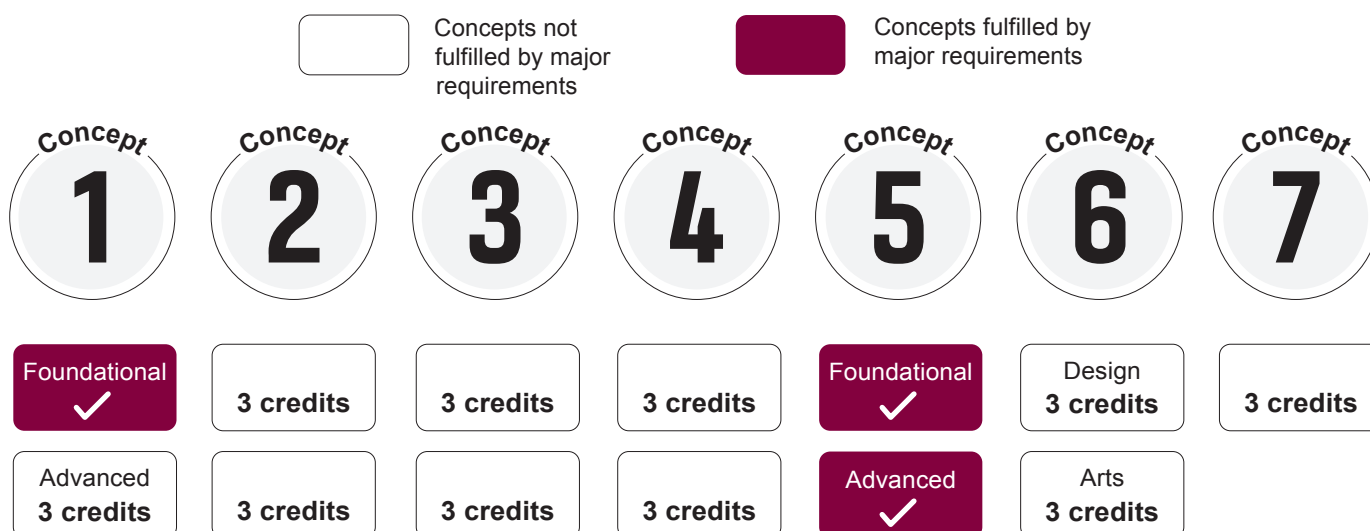 Concepts not
fulfilled by major
requirements
Concepts fulfilled by
major requirements
Concept
1
Concept
2
Concept
3
Concept
4
Concept
5
Concept
6
Concept
7
Foundational
3 credits
3 credits
3 credits
Foundational
Design
3 credits
3 credits
Advanced
3 credits
3 credits
3 credits
3 credits
Advanced
Arts
3 credits